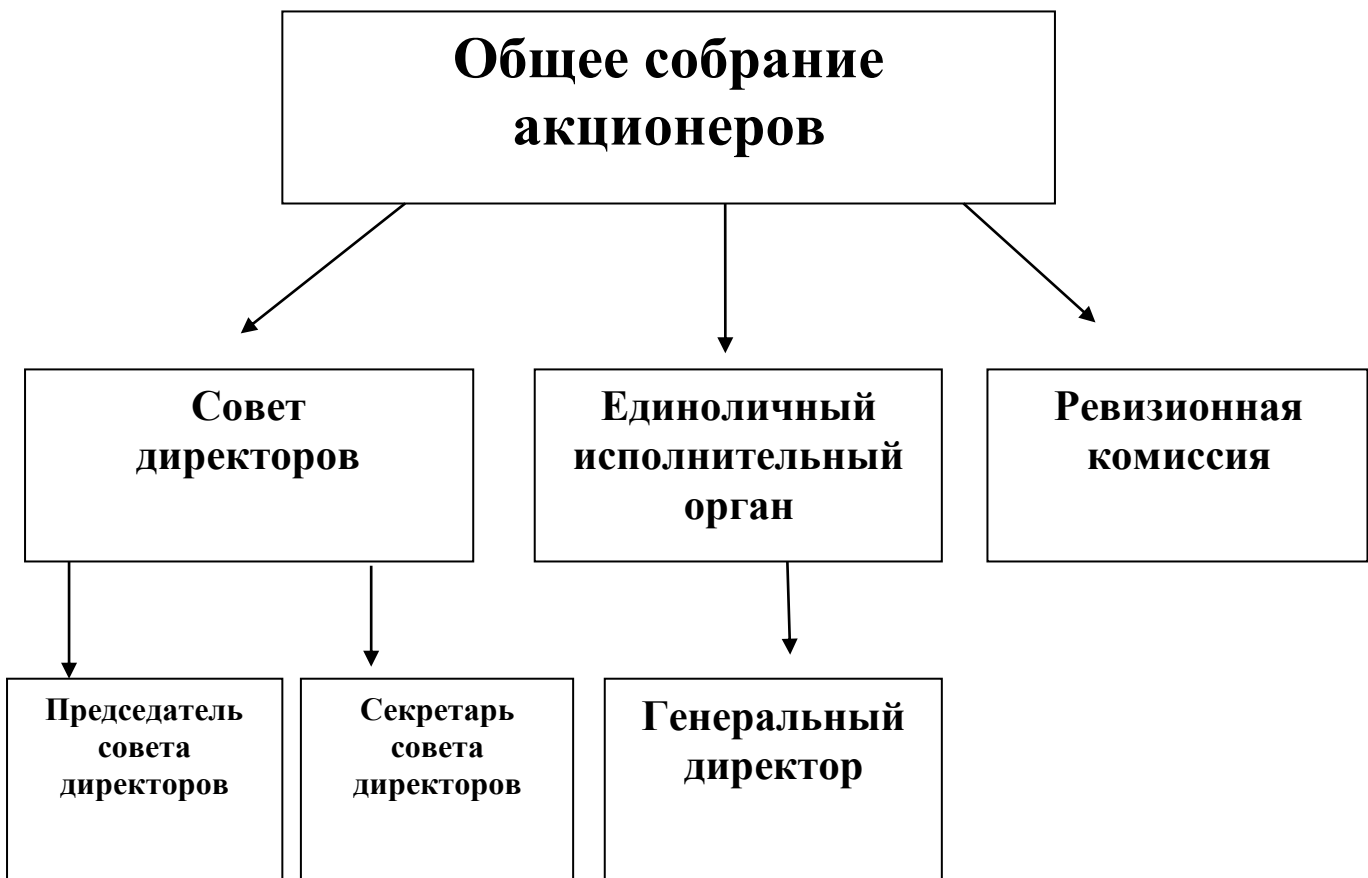 Общее собрание
акционеров
Совет
директоров
Единоличный
исполнительный
орган
Ревизионная
комиссия
Председатель
совета
директоров
Секретарь
совета
директоров
Генеральный
директор